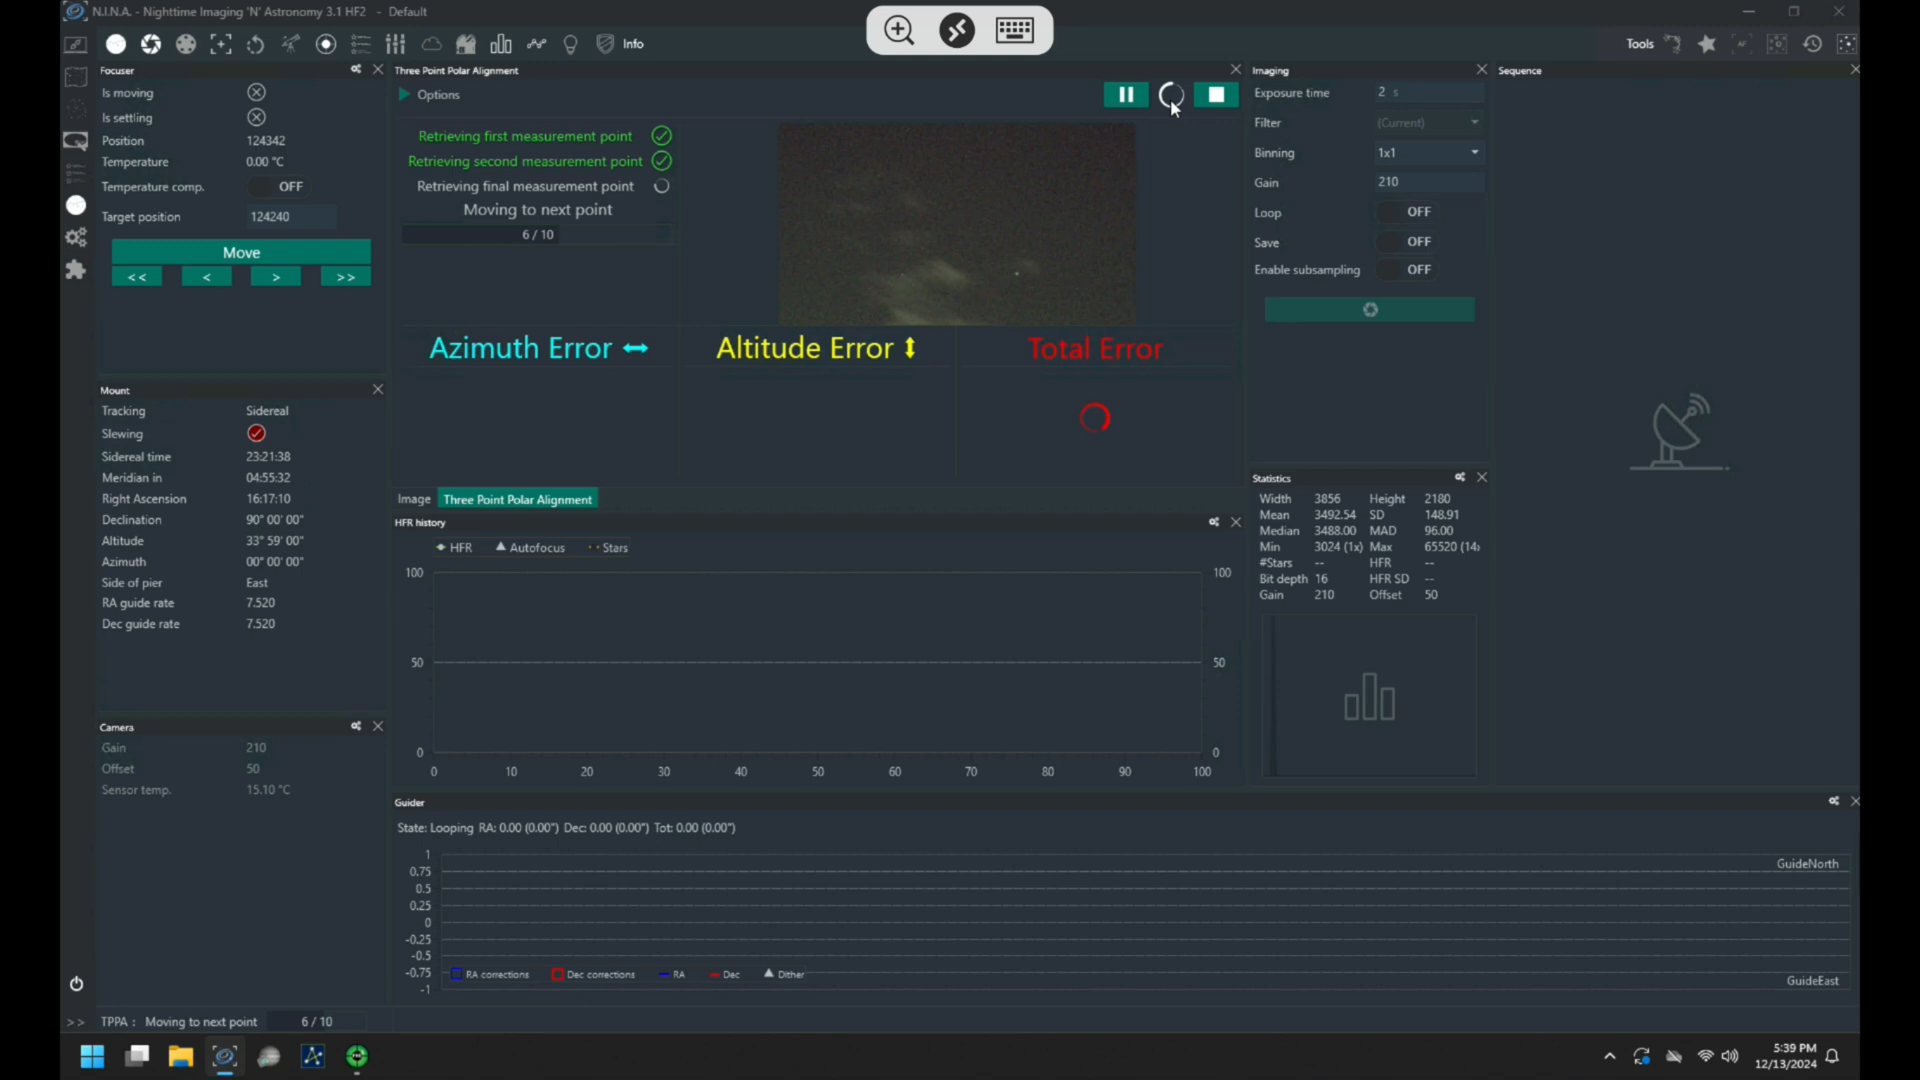 N.I.N.A. - Nighttime Imaging 'N' Astronomy 3.1 HF2 - Default
Info
Tools
Focuser
Is moving
Is settling
Position 124342
Temperature 0.00 °C
Temperature comp. OFF
Target position 124240
Move
<< < > >>
Mount
Tracking Sidereal
Slewing
Sidereal time 23:21:38
Meridian in 04:55:32
Right Ascension 16:17:10
Declination 90° 00' 00"
Altitude 33° 59' 00"
Azimuth 00° 00' 00"
Side of pier East
RA guide rate 7.520
Dec guide rate 7.520
Camera
Gain 210
Offset 50
Sensor temp. 15.10 °C
Three Point Polar Alignment
Options
Retrieving first measurement point
Retrieving second measurement point
Retrieving final measurement point
Moving to next point
6 / 10
Azimuth Error
Altitude Error
Total Error
Image Three Point Polar Alignment
HFR history
HFR Autofocus Stars
100 100
50 50
0 0
0 10 20 30 40 50 60 70 80 90 100
Imaging
Exposure time 2 s
Filter (Current)
Binning 1x1
Gain 210
Loop OFF
Save OFF
Enable subsampling OFF
Statistics
Width 3856 Height 2180
Mean 3492.54 SD 148.91
Median 3488.00 MAD 96.00
Min 3024 (1x) Max 65520 (14x
#Stars -- HFR --
Bit depth 16 HFR SD --
Gain 210 Offset 50
Sequence
Guider
State: Looping RA: 0.00 (0.00") Dec: 0.00 (0.00") Tot: 0.00 (0.00")
1
0.75
0.5
0.25
0
-0.25
-0.5
-0.75
-1
GuideNorth
GuideEast
RA corrections Dec corrections RA Dec Dither
>> TPPA : Moving to next point 6 / 10
5:39 PM
12/13/2024